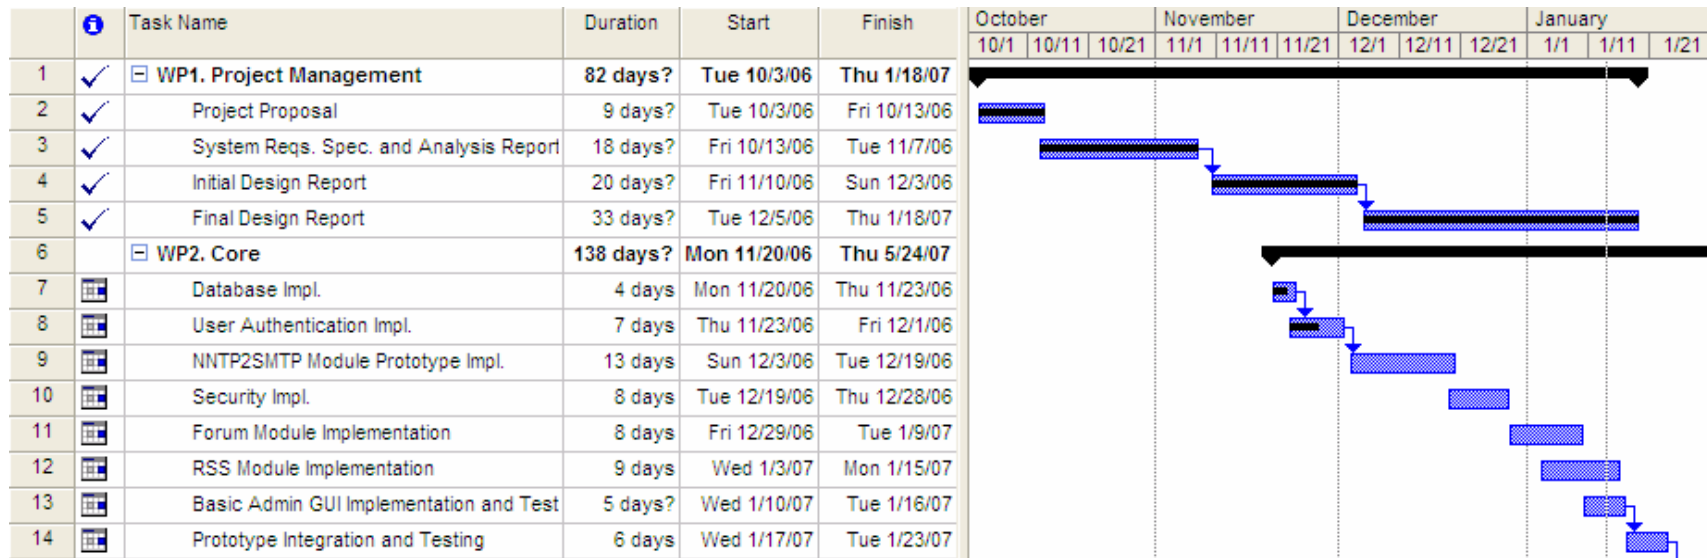 Task Name Duration Start Finish October November December January
10/1 10/11 10/21 11/1 11/11 11/21 12/1 12/11 12/21 1/1 1/11 1/21
1 WP1. Project Management 82 days? Tue 10/3/06 Thu 1/18/07
2 Project Proposal 9 days? Tue 10/3/06 Fri 10/13/06
3 System Reqs. Spec. and Analysis Report 18 days? Fri 10/13/06 Tue 11/7/06
4 Initial Design Report 20 days? Fri 11/10/06 Sun 12/3/06
5 Final Design Report 33 days? Tue 12/5/06 Thu 1/18/07
6 WP2. Core 138 days? Mon 11/20/06 Thu 5/24/07
7 Database Impl. 4 days Mon 11/20/06 Thu 11/23/06
8 User Authentication Impl. 7 days Thu 11/23/06 Fri 12/1/06
9 NNTP2SMTP Module Prototype Impl. 13 days Sun 12/3/06 Tue 12/19/06
10 Security Impl. 8 days Tue 12/19/06 Thu 12/28/06
11 Forum Module Implementation 8 days Fri 12/29/06 Tue 1/9/07
12 RSS Module Implementation 9 days Wed 1/3/07 Mon 1/15/07
13 Basic Admin GUI Implementation and Test 5 days? Wed 1/10/07 Tue 1/16/07
14 Prototype Integration and Testing 6 days Wed 1/17/07 Tue 1/23/07